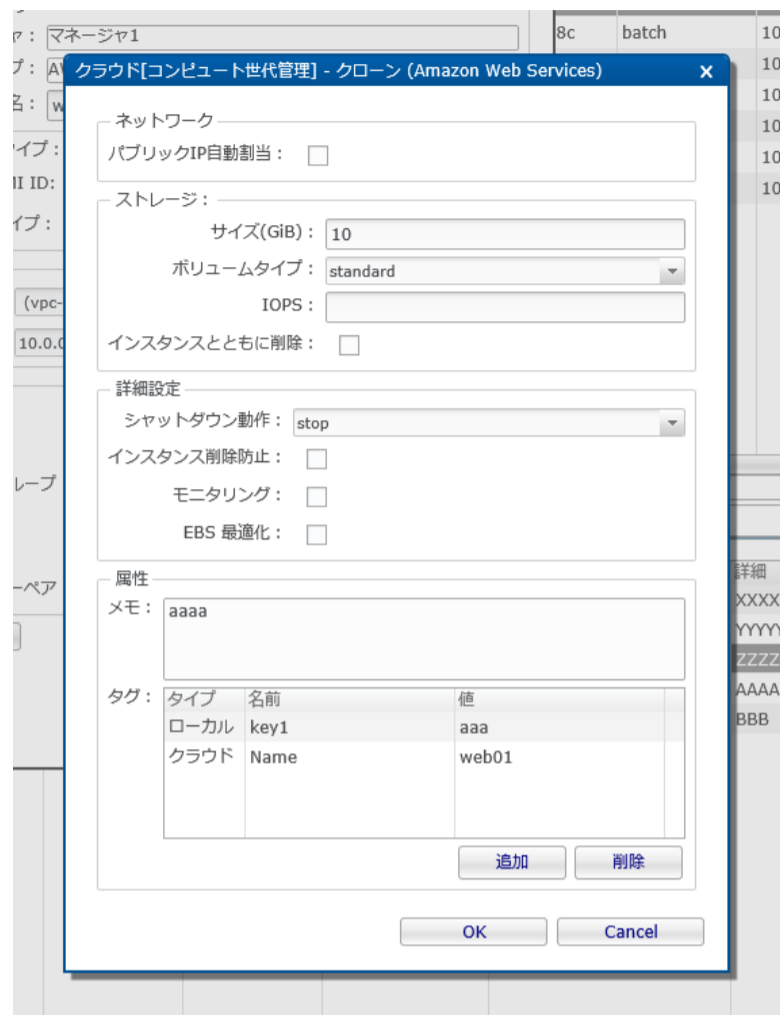 マネージャ1
8c batch 10
クラウド[コンピュート世代管理] - クローン (Amazon Web Services) x
10
10
10
10
10
ネットワーク
イプ：
パブリックIP自動割当：
MI ID:
ストレージ：
イプ：
サイズ(GiB)： 10
ボリュームタイプ： standard
(vpc-
IOPS：
10.0.0
インスタンスとともに削除：
詳細設定
シャットダウン動作： stop
インスタンス削除防止：
ループ
モニタリング：
EBS 最適化：
詳細
属性
ーペア
XXXX
メモ： aaaa
YYYYY
ZZZZ
AAAA
BBB
タグ： タイプ 名前 値
ローカル key1 aaa
クラウド Name web01
追加 削除
OK Cancel